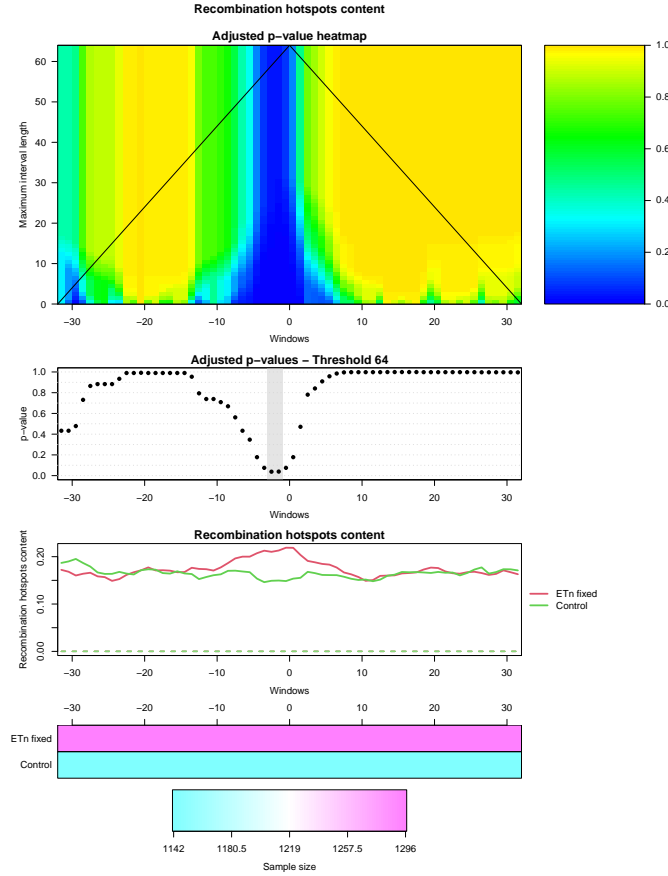 Recombination hotspots content
Adjusted p−value heatmap
Maximum interval length
60
50
40
30
20
10
0
−30 −20 −10 0 10 20 30
Windows
1.0
0.8
0.6
0.4
0.2
0.0
Adjusted p−values − Threshold 64
p−value
1.0
0.8
0.6
0.4
0.2
0.0
−30 −20 −10 0 10 20 30
Windows
Recombination hotspots content
Recombination hotspots content
0.20
0.10
0.00
−30 −20 −10 0 10 20 30
Windows
ETn fixed
Control
−30 −20 −10 0 10 20 30
ETn fixed
Control
1142 1180.5 1219 1257.5 1296
Sample size